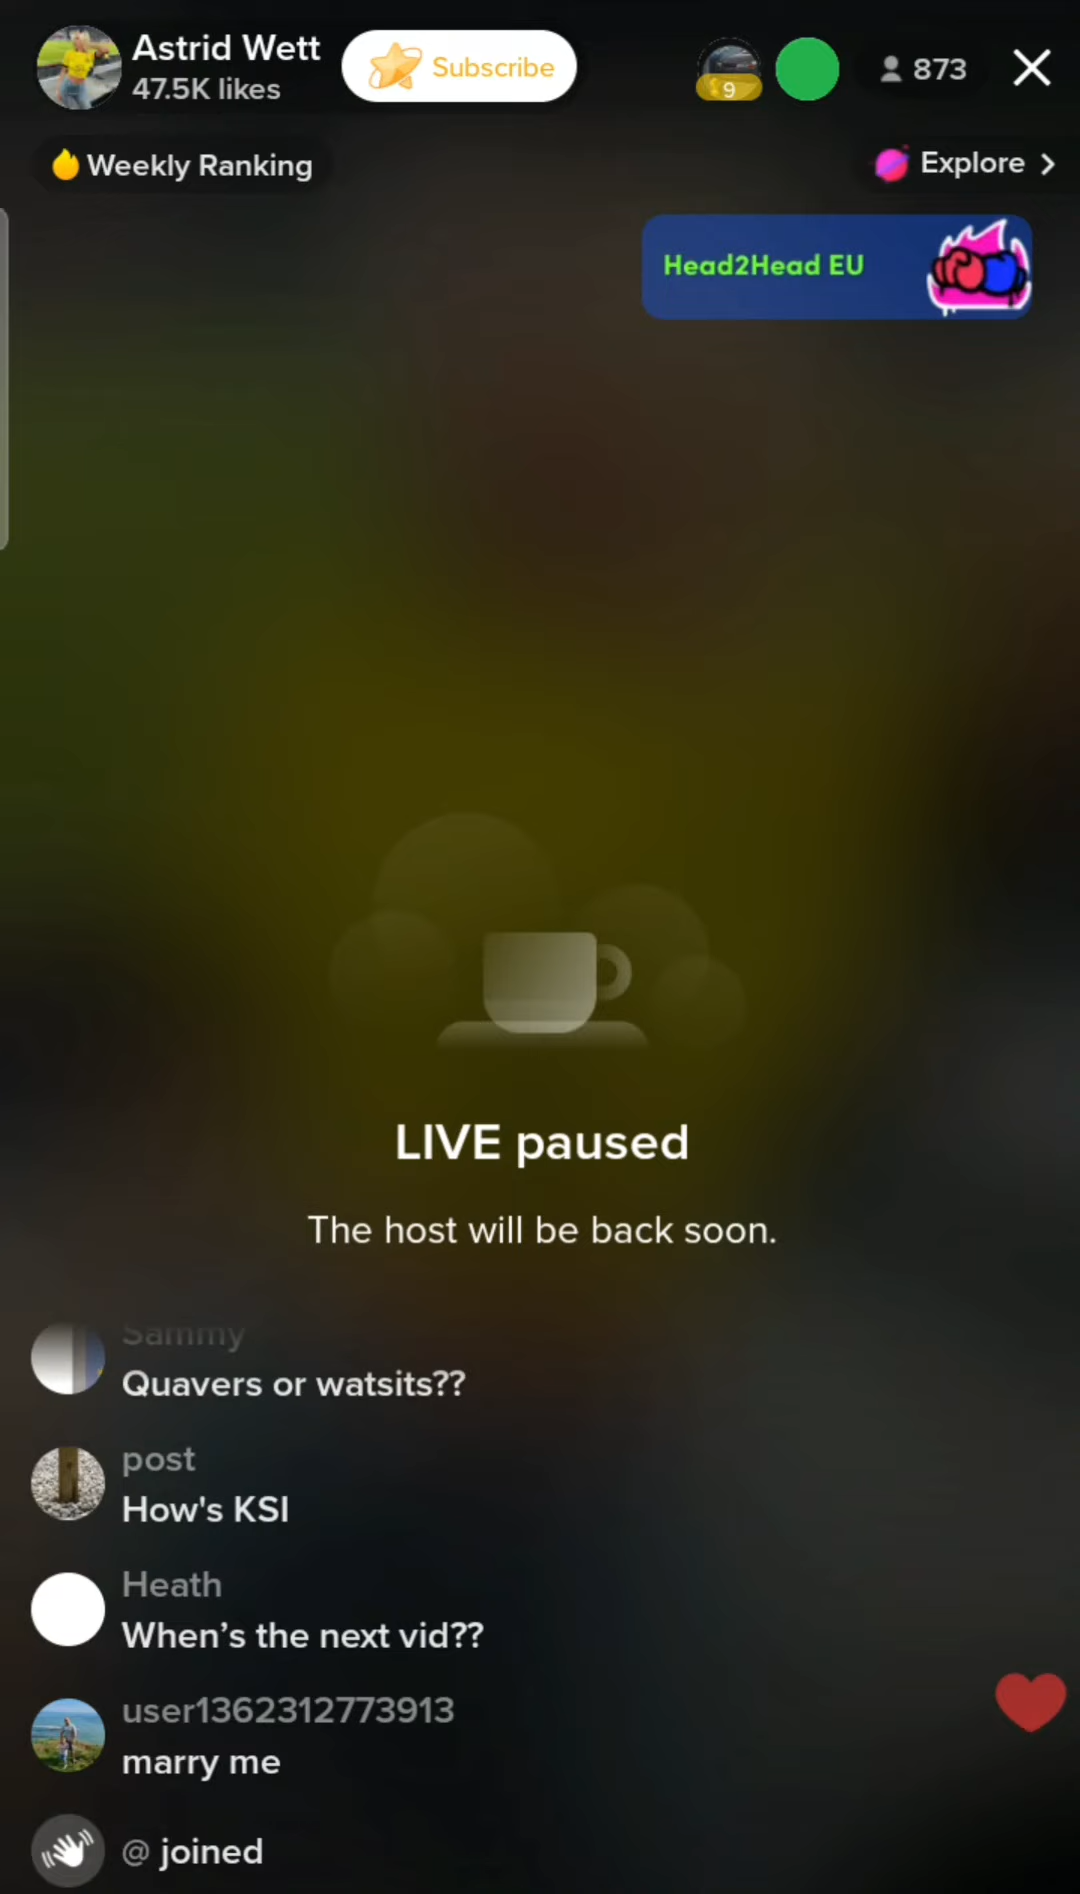 Astrid Wett
47.5K likes
Subscribe
9
873
Weekly Ranking
Explore
Head2Head EU
LIVE paused
The host will be back soon.
Sammy
Quavers or watsits??
post
How's KSI
Heath
When’s the next vid??
user1362312773913
marry me
@ joined